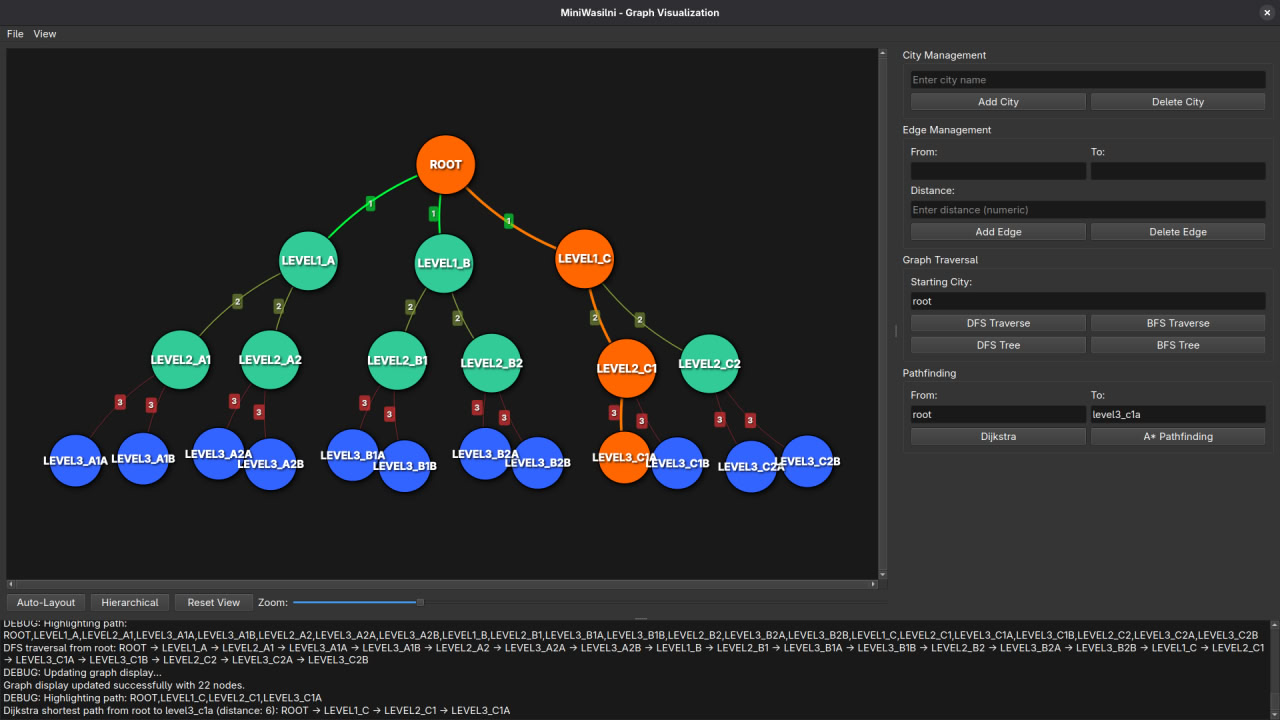 MiniWasilni - Graph Visualization
File View
City Management
Enter city name
Add City Delete City
Edge Management
From: To:
Distance:
Enter distance (numeric)
Add Edge Delete Edge
Graph Traversal
Starting City:
root
DFS Traverse BFS Traverse
DFS Tree BFS Tree
Pathfinding
From: To:
root level3_c1a
Dijkstra A* Pathfinding
ROOT
1 1 1
LEVEL1_A LEVEL1_B LEVEL1_C
2 2 2 2 2 2
LEVEL2_A1 LEVEL2_A2 LEVEL2_B1 LEVEL2_B2 LEVEL2_C1 LEVEL2_C2
3 3 3 3 3 3 3 3 3 3 3 3
LEVEL3_A1A LEVEL3_A1B LEVEL3_A2A LEVEL3_A2B LEVEL3_B1A LEVEL3_B1B LEVEL3_B2A LEVEL3_B2B LEVEL3_C1A LEVEL3_C1B LEVEL3_C2A LEVEL3_C2B
Auto-Layout Hierarchical Reset View Zoom:
DEBUG: Highlighting path:
ROOT,LEVEL1_A,LEVEL2_A1,LEVEL3_A1A,LEVEL3_A1B,LEVEL2_A2,LEVEL3_A2A,LEVEL3_A2B,LEVEL1_B,LEVEL2_B1,LEVEL3_B1A,LEVEL3_B1B,LEVEL2_B2,LEVEL3_B2A,LEVEL3_B2B,LEVEL1_C,LEVEL2_C1,LEVEL3_C1A,LEVEL3_C1B,LEVEL2_C2,LEVEL3_C2A,LEVEL3_C2B
DFS traversal from root: ROOT → LEVEL1_A → LEVEL2_A1 → LEVEL3_A1A → LEVEL3_A1B → LEVEL2_A2 → LEVEL3_A2A → LEVEL3_A2B → LEVEL1_B → LEVEL2_B1 → LEVEL3_B1A → LEVEL3_B1B → LEVEL2_B2 → LEVEL3_B2A → LEVEL3_B2B → LEVEL1_C → LEVEL2_C1
→ LEVEL3_C1A → LEVEL3_C1B → LEVEL2_C2 → LEVEL3_C2A → LEVEL3_C2B
DEBUG: Updating graph display...
Graph display updated successfully with 22 nodes.
DEBUG: Highlighting path: ROOT,LEVEL1_C,LEVEL2_C1,LEVEL3_C1A
Dijkstra shortest path from root to level3_c1a (distance: 6): ROOT → LEVEL1_C → LEVEL2_C1 → LEVEL3_C1A